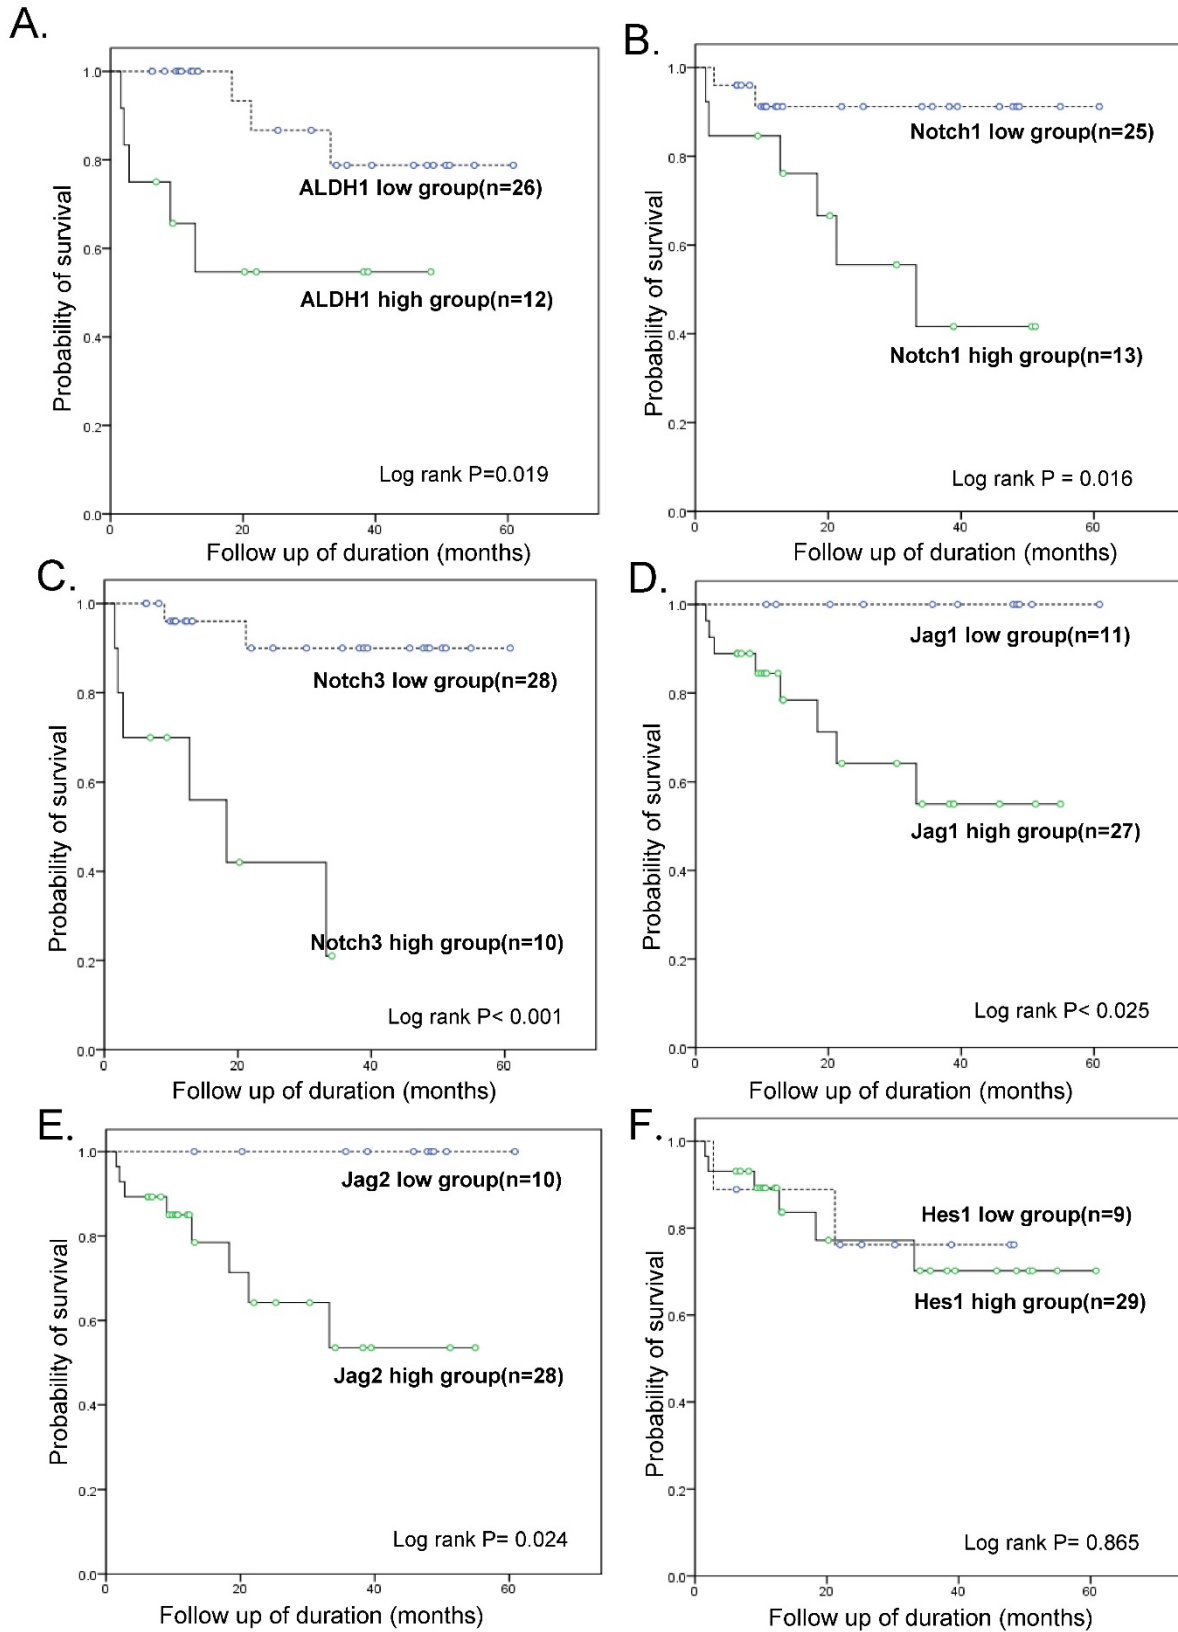 A.
1.0
0.8
0.6
0.4
0.2
0.0
0
20
40
60
Probability of survival
ALDH1 low group(n=26)
ALDH1 high group(n=12)
Log rank P=0.019
Follow up of duration (months)
B.
1.0
0.8
0.6
0.4
0.2
0.0
0
20
40
60
Probability of survival
Notch1 low group(n=25)
Notch1 high group(n=13)
Log rank P = 0.016
Follow up of duration (months)
C.
1.0
0.8
0.6
0.4
0.2
0.0
0
20
40
60
Probability of survival
Notch3 low group(n=28)
Notch3 high group(n=10)
Log rank P< 0.001
Follow up of duration (months)
D.
1.0
0.8
0.6
0.4
0.2
0.0
0
20
40
60
Probability of survival
Jag1 low group(n=11)
Jag1 high group(n=27)
Log rank P< 0.025
Follow up of duration (months)
E.
1.0
0.8
0.6
0.4
0.2
0.0
0
20
40
60
Probability of survival
Jag2 low group(n=10)
Jag2 high group(n=28)
Log rank P= 0.024
Follow up of duration (months)
F.
1.0
0.8
0.6
0.4
0.2
0.0
0
20
40
60
Probability of survival
Hes1 low group(n=9)
Hes1 high group(n=29)
Log rank P= 0.865
Follow up of duration (months)